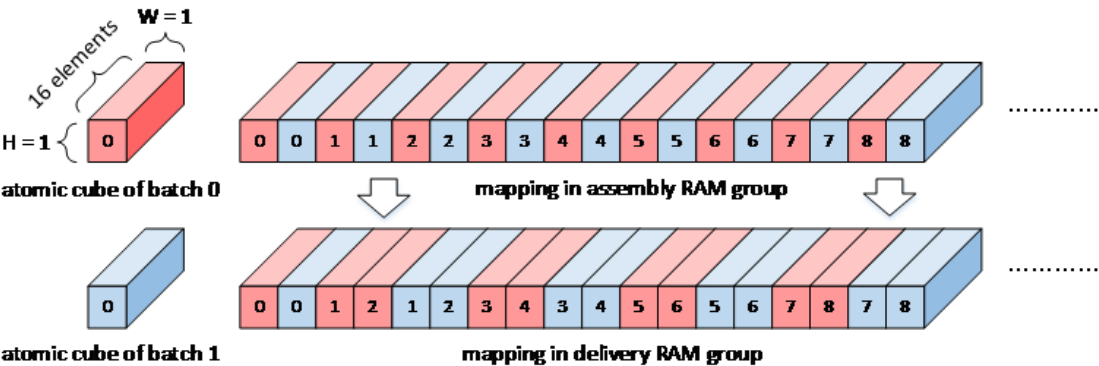 W = 1
16 elements
H = 1
0
0 0 1 1 2 2 3 3 4 4 5 5 6 6 7 7 8 8
…………
atomic cube of batch 0
mapping in assembly RAM group
0
0 0 1 2 1 2 3 4 3 4 5 6 5 6 7 8 7 8
…………
atomic cube of batch 1
mapping in delivery RAM group